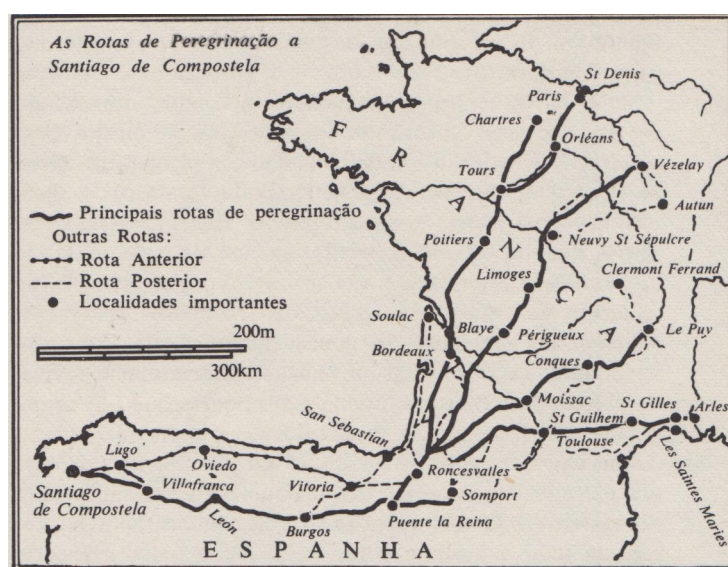 As Rotas de Peregrinação a
Santiago de Compostela
St Denis
Paris
Chartres
Orléans
F R A N Ç A
Tours
Vézelay
Autun
Principais rotas de peregrinação
Outras Rotas:
Rota Anterior
Rota Posterior
Localidades importantes
Poitiers
Neuvy St Sépulcre
Limoges
Clermont Ferrand
200m
300km
Soulac
Blaye
Périgueux
Le Puy
Bordeaux
Conques
Moissac
St Gilles
Arles
St Guilhem
San Sebastian
Toulouse
Les Saintes Maries
Lugo
Oviedo
Roncesvalles
Santiago
de Compostela
Villafranca
Vitoria
Somport
León
Burgos
Puente la Reina
E S P A N H A